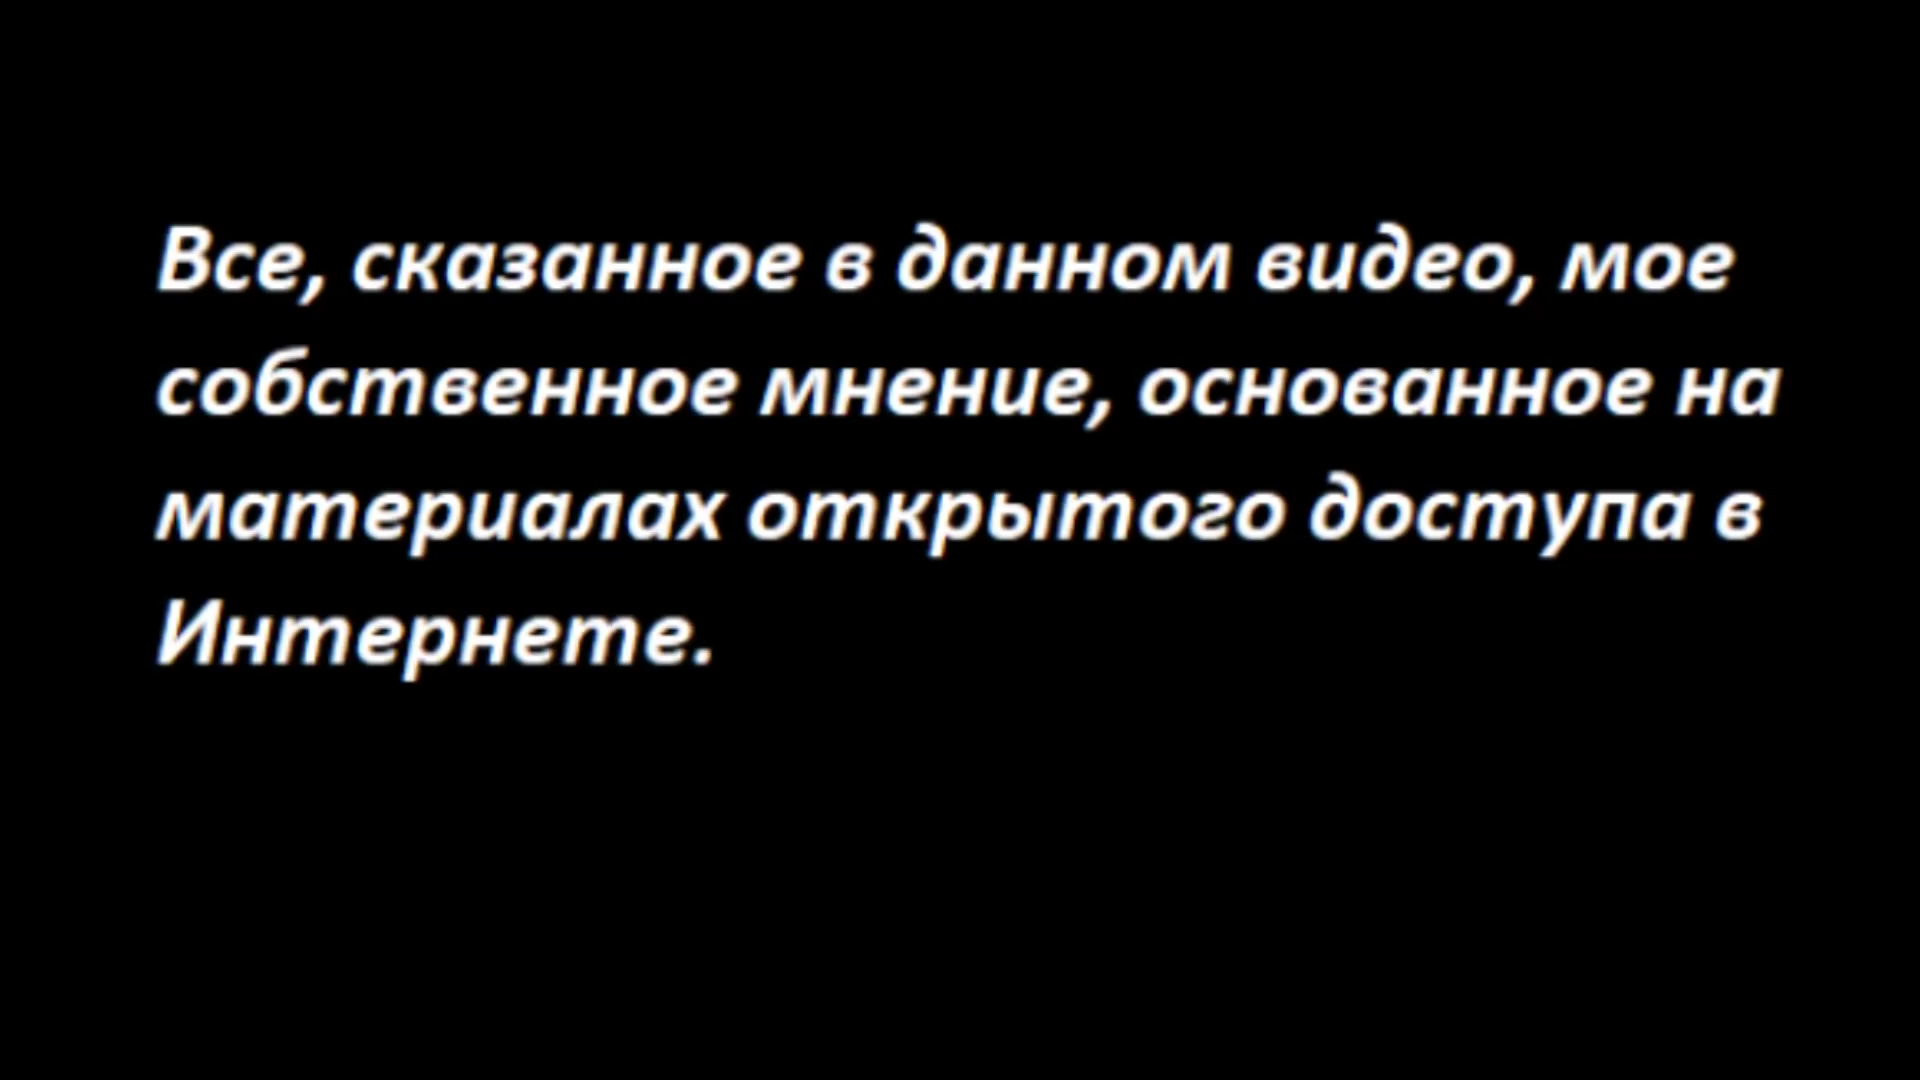 Все, сказанное в данном видео, мое
собственное мнение, основанное на
материалах открытого доступа в
Интернете.